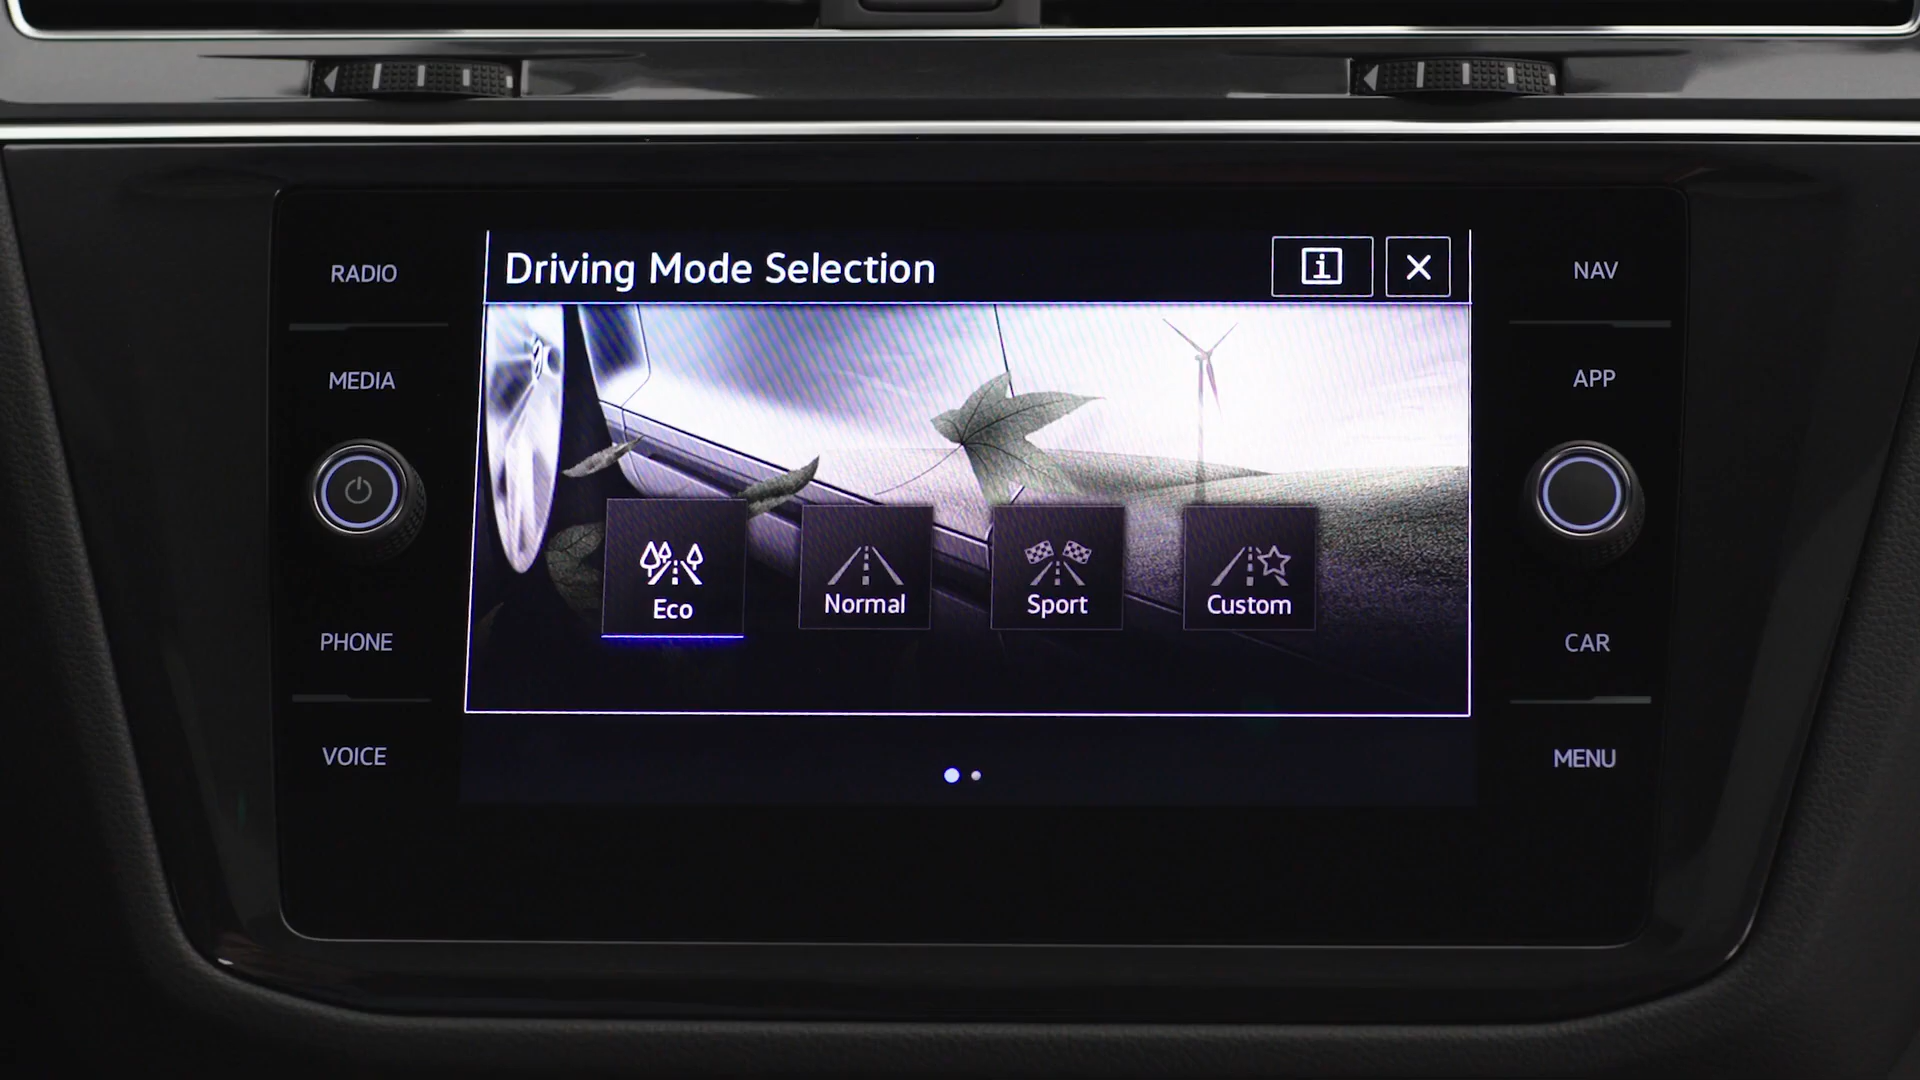 RADIO
MEDIA
PHONE
VOICE
Driving Mode Selection
Eco
Normal
Sport
Custom
NAV
APP
CAR
MENU